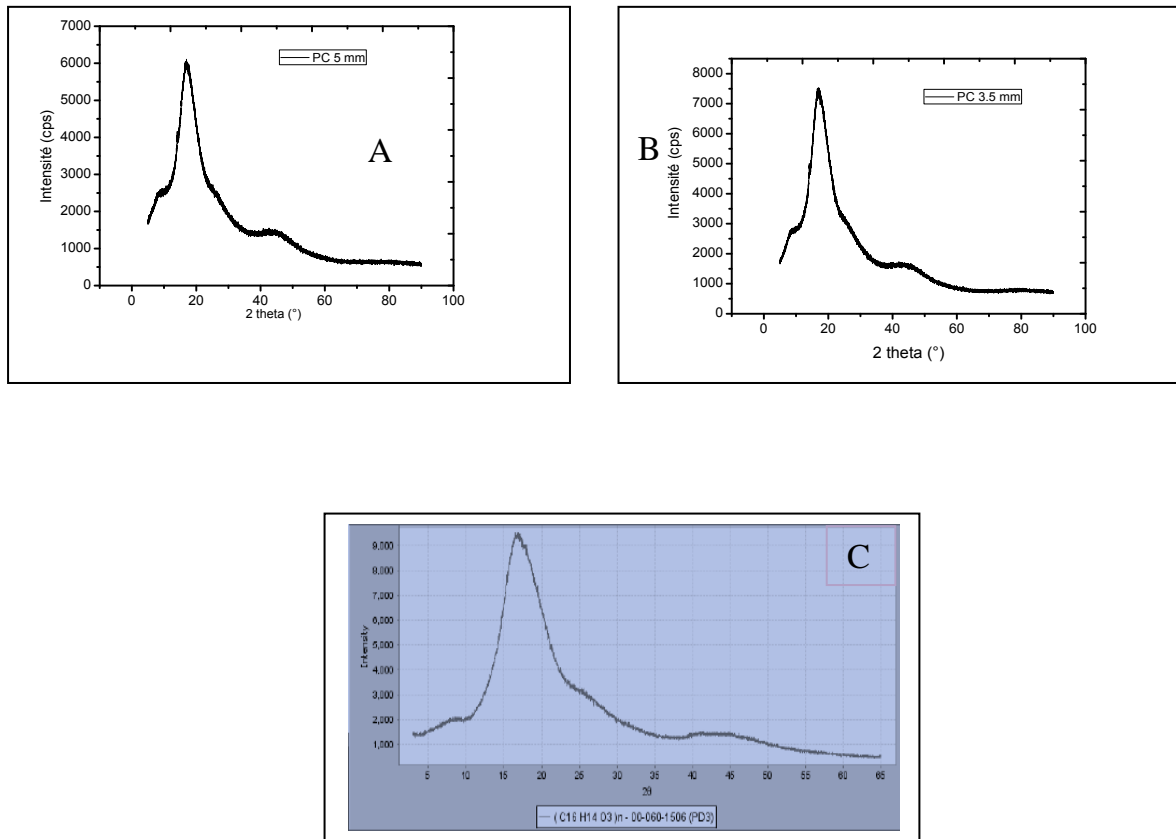 7000
6000
5000
4000
3000
2000
1000
0
Intensité (cps)
PC 5 mm
A
0 20 40 60 80 100
2 theta (°)
8000
7000
6000
5000
4000
3000
2000
1000
0
Intensité (cps)
PC 3.5 mm
B
0 20 40 60 80 100
2 theta (°)
9,000
8,000
7,000
6,000
5,000
4,000
3,000
2,000
1,000
Intensity
C
5 10 15 20 25 30 35 40 45 50 55 60 65
2θ
( C16 H14 O3 )n - 00-060-1506 (PD3)